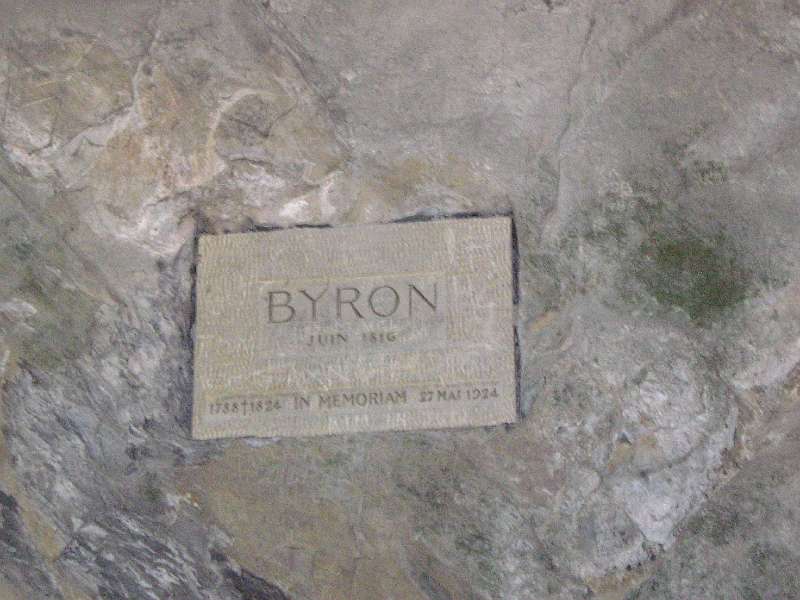 BYRON
JUIN 1816
1788†1824 IN MEMORIAM 27 MAI 1924